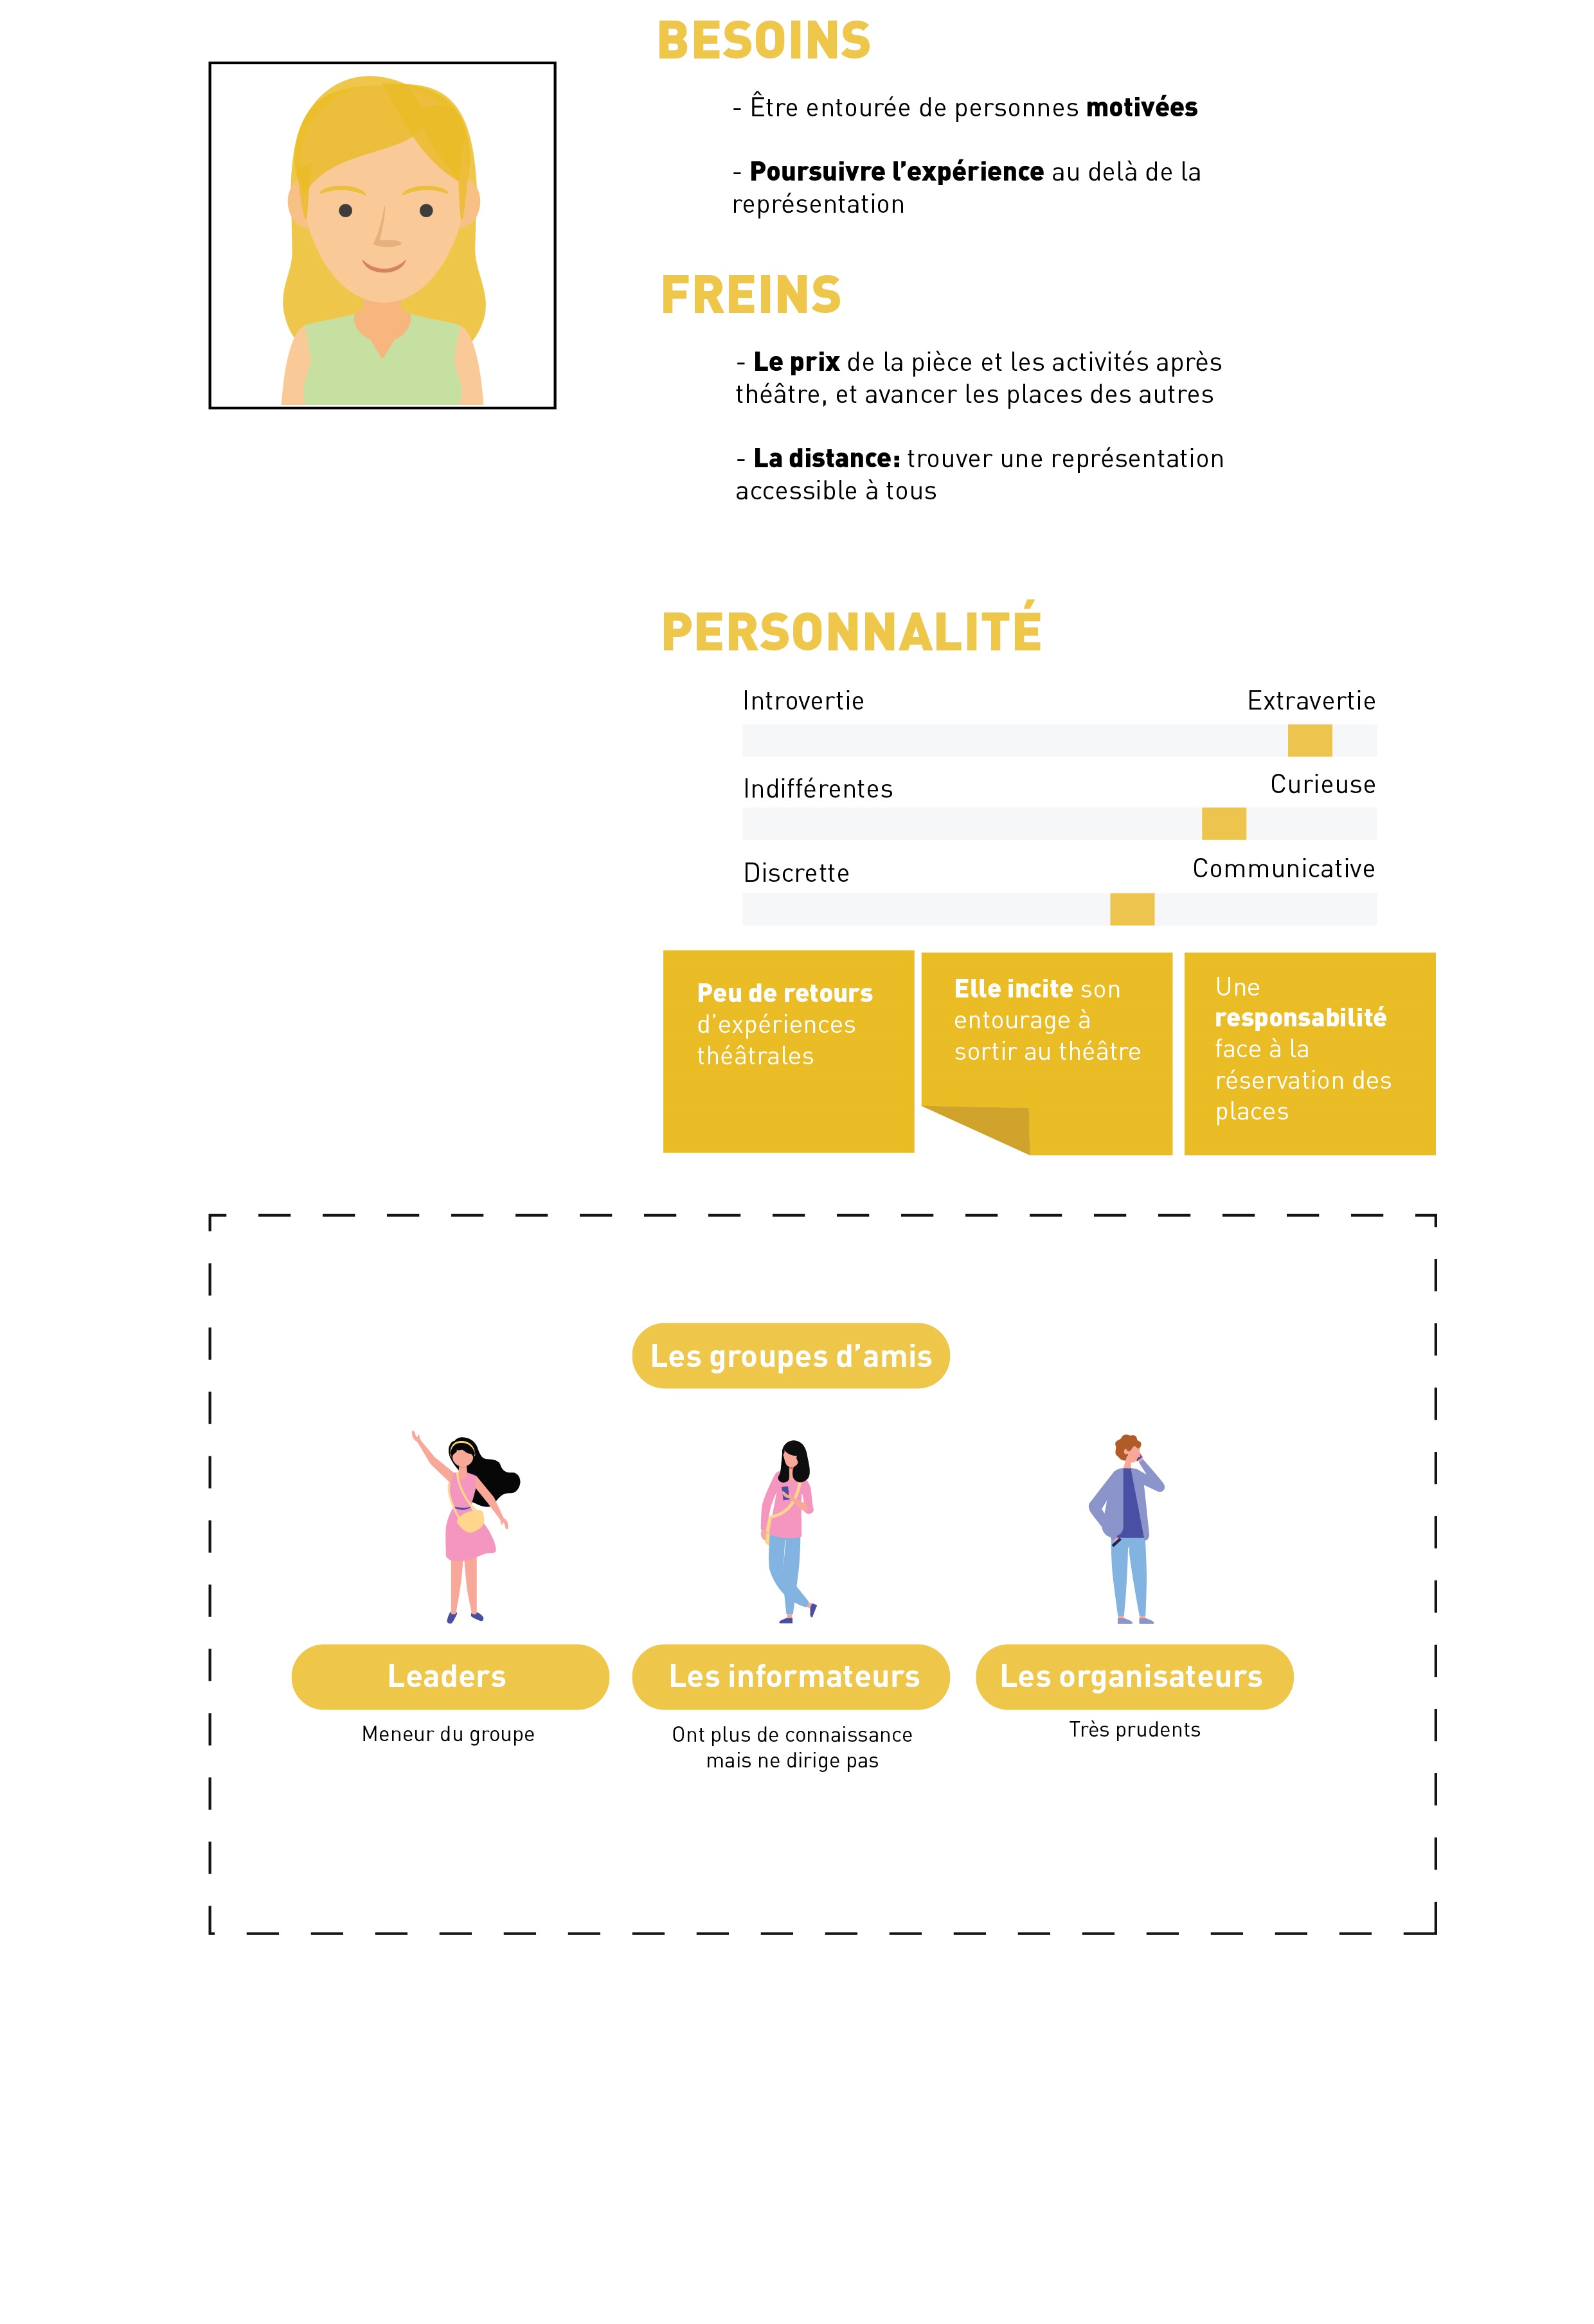 BESOINS
- Être entourée de personnes motivées
- Poursuivre l’expérience au delà de la
représentation
FREINS
- Le prix de la pièce et les activités après
théâtre, et avancer les places des autres
- La distance: trouver une représentation
accessible à tous
PERSONNALITÉ
Introvertie Extravertie
Indifférentes Curieuse
Discrette Communicative
Peu de retours
d’expériences
théâtrales
Elle incite son
entourage à
sortir au théâtre
Une
responsabilité
face à la
réservation des
places
Les groupes d’amis
Leaders
Meneur du groupe
Les informateurs
Ont plus de connaissance
mais ne dirige pas
Les organisateurs
Très prudents